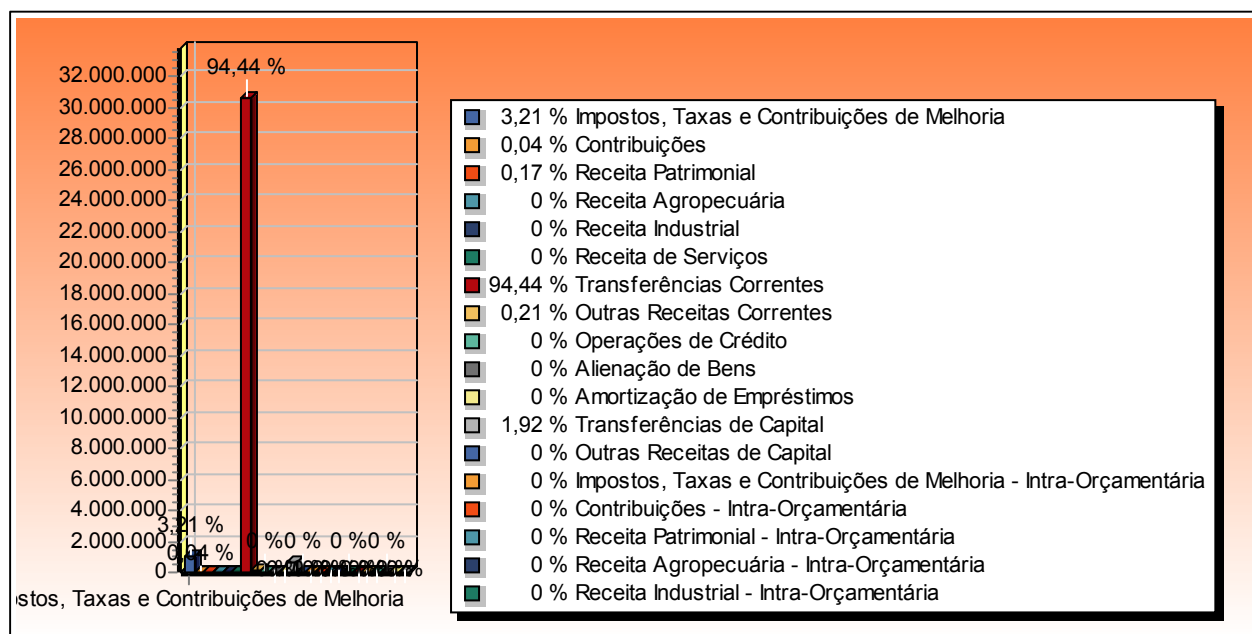 32.000.000
30.000.000
28.000.000
26.000.000
24.000.000
22.000.000
20.000.000
18.000.000
16.000.000
14.000.000
12.000.000
10.000.000
8.000.000
6.000.000
4.000.000
2.000.000
0
94,44 %
3,21 %
0,04 %
0 % 0 % 0 % 0 %
ostos, Taxas e Contribuições de Melhoria
3,21 % Impostos, Taxas e Contribuições de Melhoria
0,04 % Contribuições
0,17 % Receita Patrimonial
0 % Receita Agropecuária
0 % Receita Industrial
0 % Receita de Serviços
94,44 % Transferências Correntes
0,21 % Outras Receitas Correntes
0 % Operações de Crédito
0 % Alienação de Bens
0 % Amortização de Empréstimos
1,92 % Transferências de Capital
0 % Outras Receitas de Capital
0 % Impostos, Taxas e Contribuições de Melhoria - Intra-Orçamentária
0 % Contribuições - Intra-Orçamentária
0 % Receita Patrimonial - Intra-Orçamentária
0 % Receita Agropecuária - Intra-Orçamentária
0 % Receita Industrial - Intra-Orçamentária